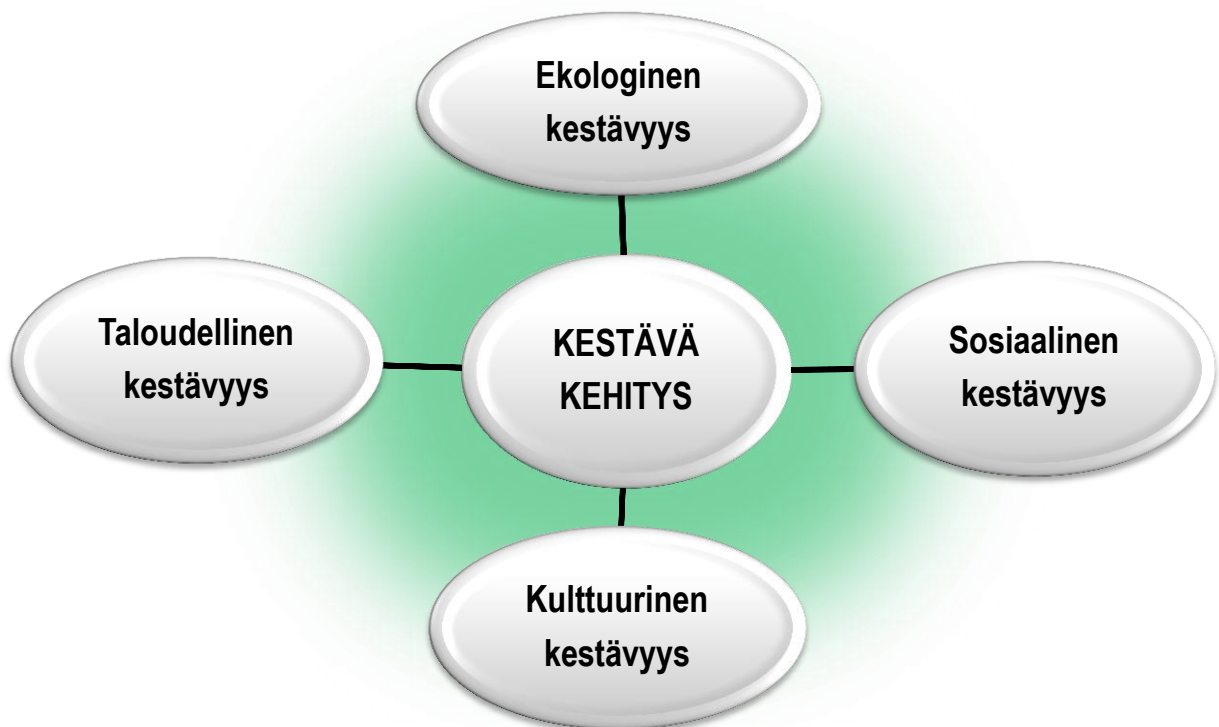 Ekologinen
kestävyys
Taloudellinen
kestävyys
KESTÄVÄ
KEHITYS
Sosiaalinen
kestävyys
Kulttuurinen
kestävyys